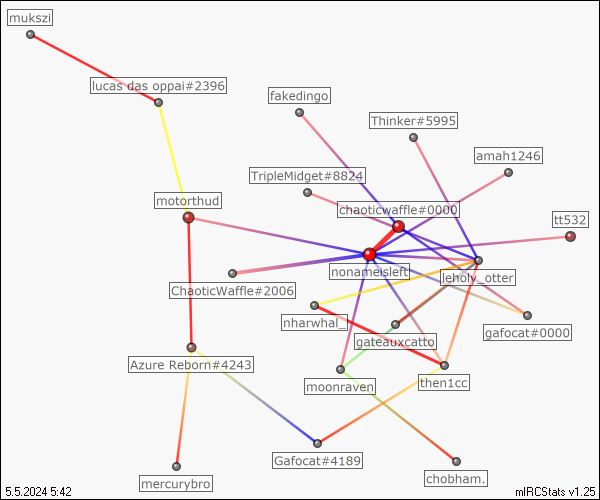 mukszi
lucas das oppai#2396
fakedingo
Thinker#5995
amah1246
TripleMidget#8824
motorthud
chaoticwaffle#0000
tt532
nonameisleft
leholy_otter
ChaoticWaffle#2006
nharwhal_
gafocat#0000
gateauxcatto
Azure Reborn#4243
moonraven
then1cc
Gafocat#4189
mercurybro
chobham.
5.5.2024 5:42
mIRCStats v1.25